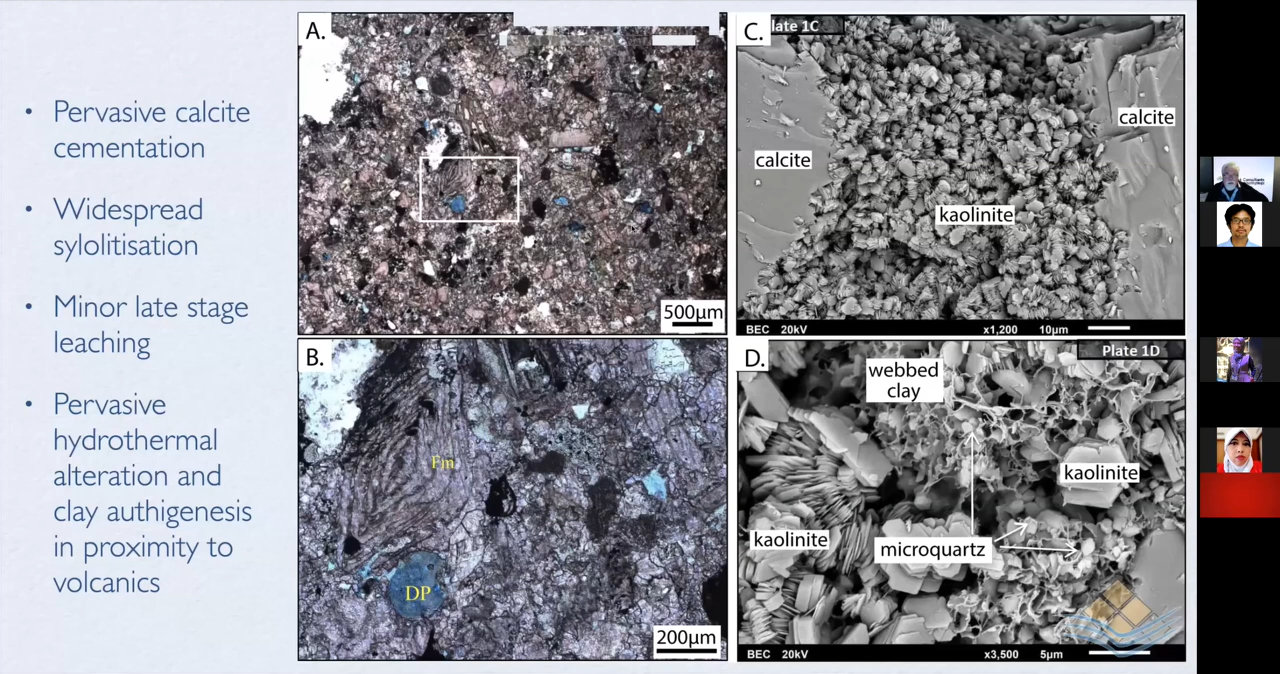 • Pervasive calcite
cementation
• Widespread
sylolitisation
• Minor late stage
leaching
• Pervasive
hydrothermal
alteration and
clay authigenesis
in proximity to
volcanics
A.
500µm
B.
Fm
DP
200µm
C.
late 1C
calcite
calcite
kaolinite
BEC 20kV x1,200 10µm
D.
Plate 1D
webbed
clay
kaolinite
kaolinite
microquartz
BEC 20kV x3,500 5µm
Consultants